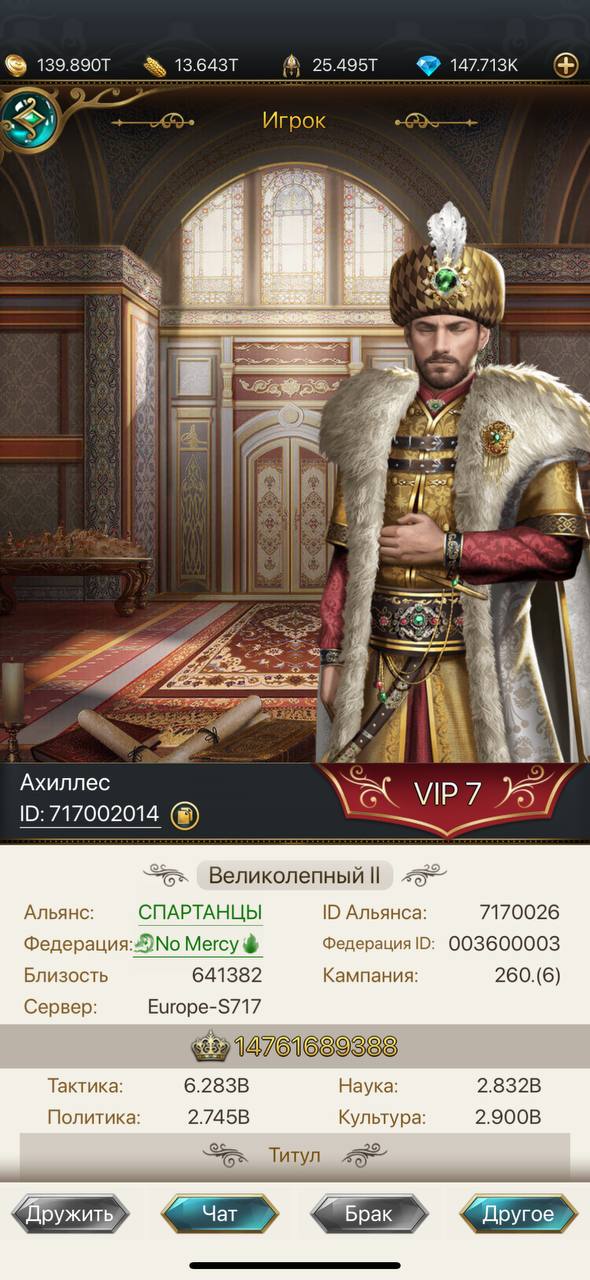 139.890T 13.643T 25.495T 147.713K
Игрок
Ахиллес
ID: 717002014
VIP 7
Великолепный II
Альянс: СПАРТАНЦЫ ID Альянса: 7170026
Федерация: No Mercy Федерация ID: 003600003
Близость 641382 Кампания: 260.(6)
Сервер: Europe-S717
14761689388
Тактика: 6.283B Наука: 2.832B
Политика: 2.745B Культура: 2.900B
Титул
Дружить Чат Брак Другое